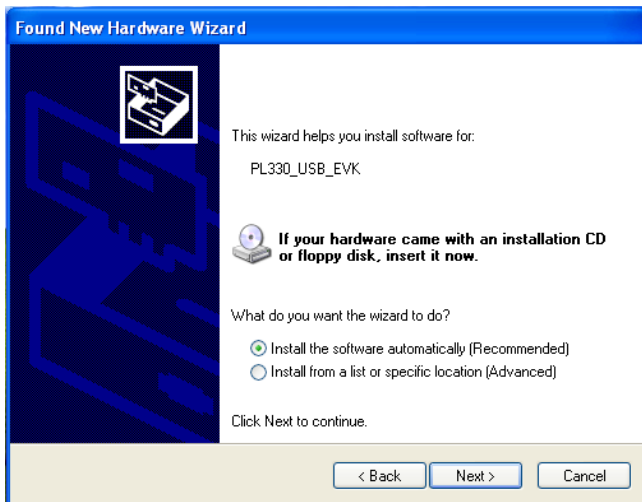 Found New Hardware Wizard
This wizard helps you install software for:
PL330_USB_EVK
If your hardware came with an installation CD
or floppy disk, insert it now.
What do you want the wizard to do?
Install the software automatically (Recommended)
Install from a list or specific location (Advanced)
Click Next to continue.
< Back Next > Cancel